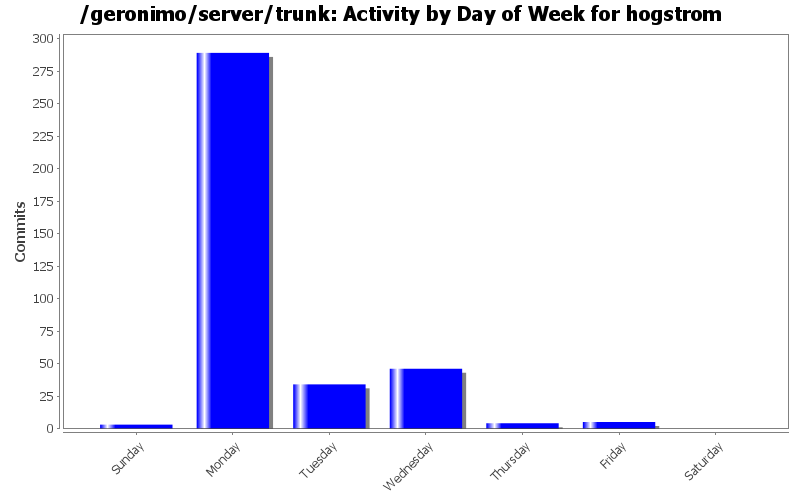 /geronimo/server/trunk: Activity by Day of Week for hogstrom
300
275
250
225
200
175
150
125
100
75
50
25
0
Commits
Sunday
Monday
Tuesday
Wednesday
Thursday
Friday
Saturday